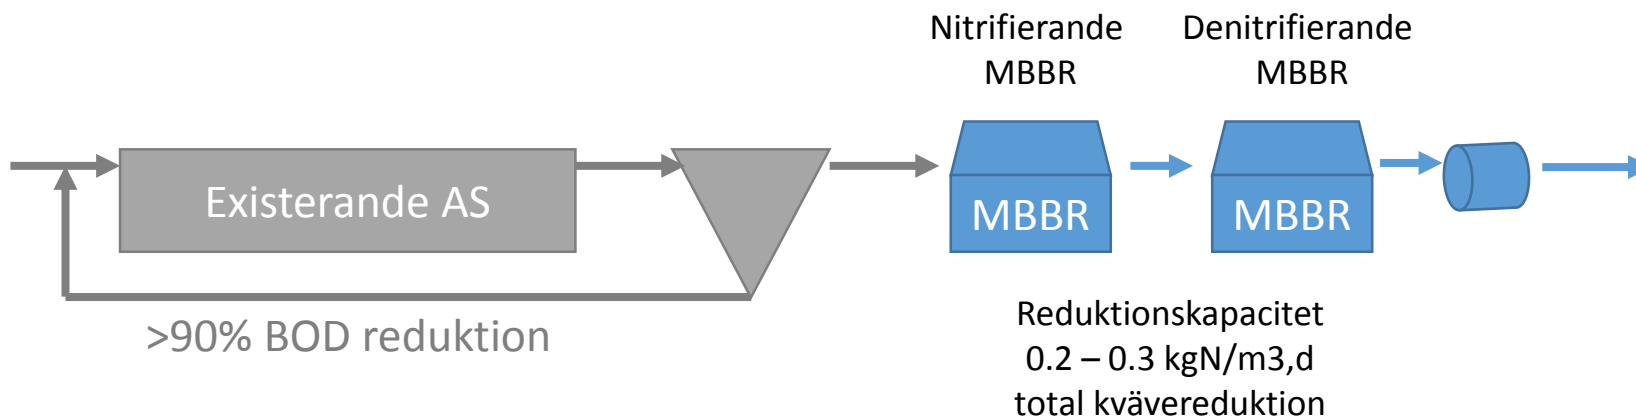 Nitrifierande
MBBR
Denitrifierande
MBBR
Existerande AS
MBBR
MBBR
>90% BOD reduktion
Reduktionskapacitet
0.2 – 0.3 kgN/m3,d
total kvävereduktion